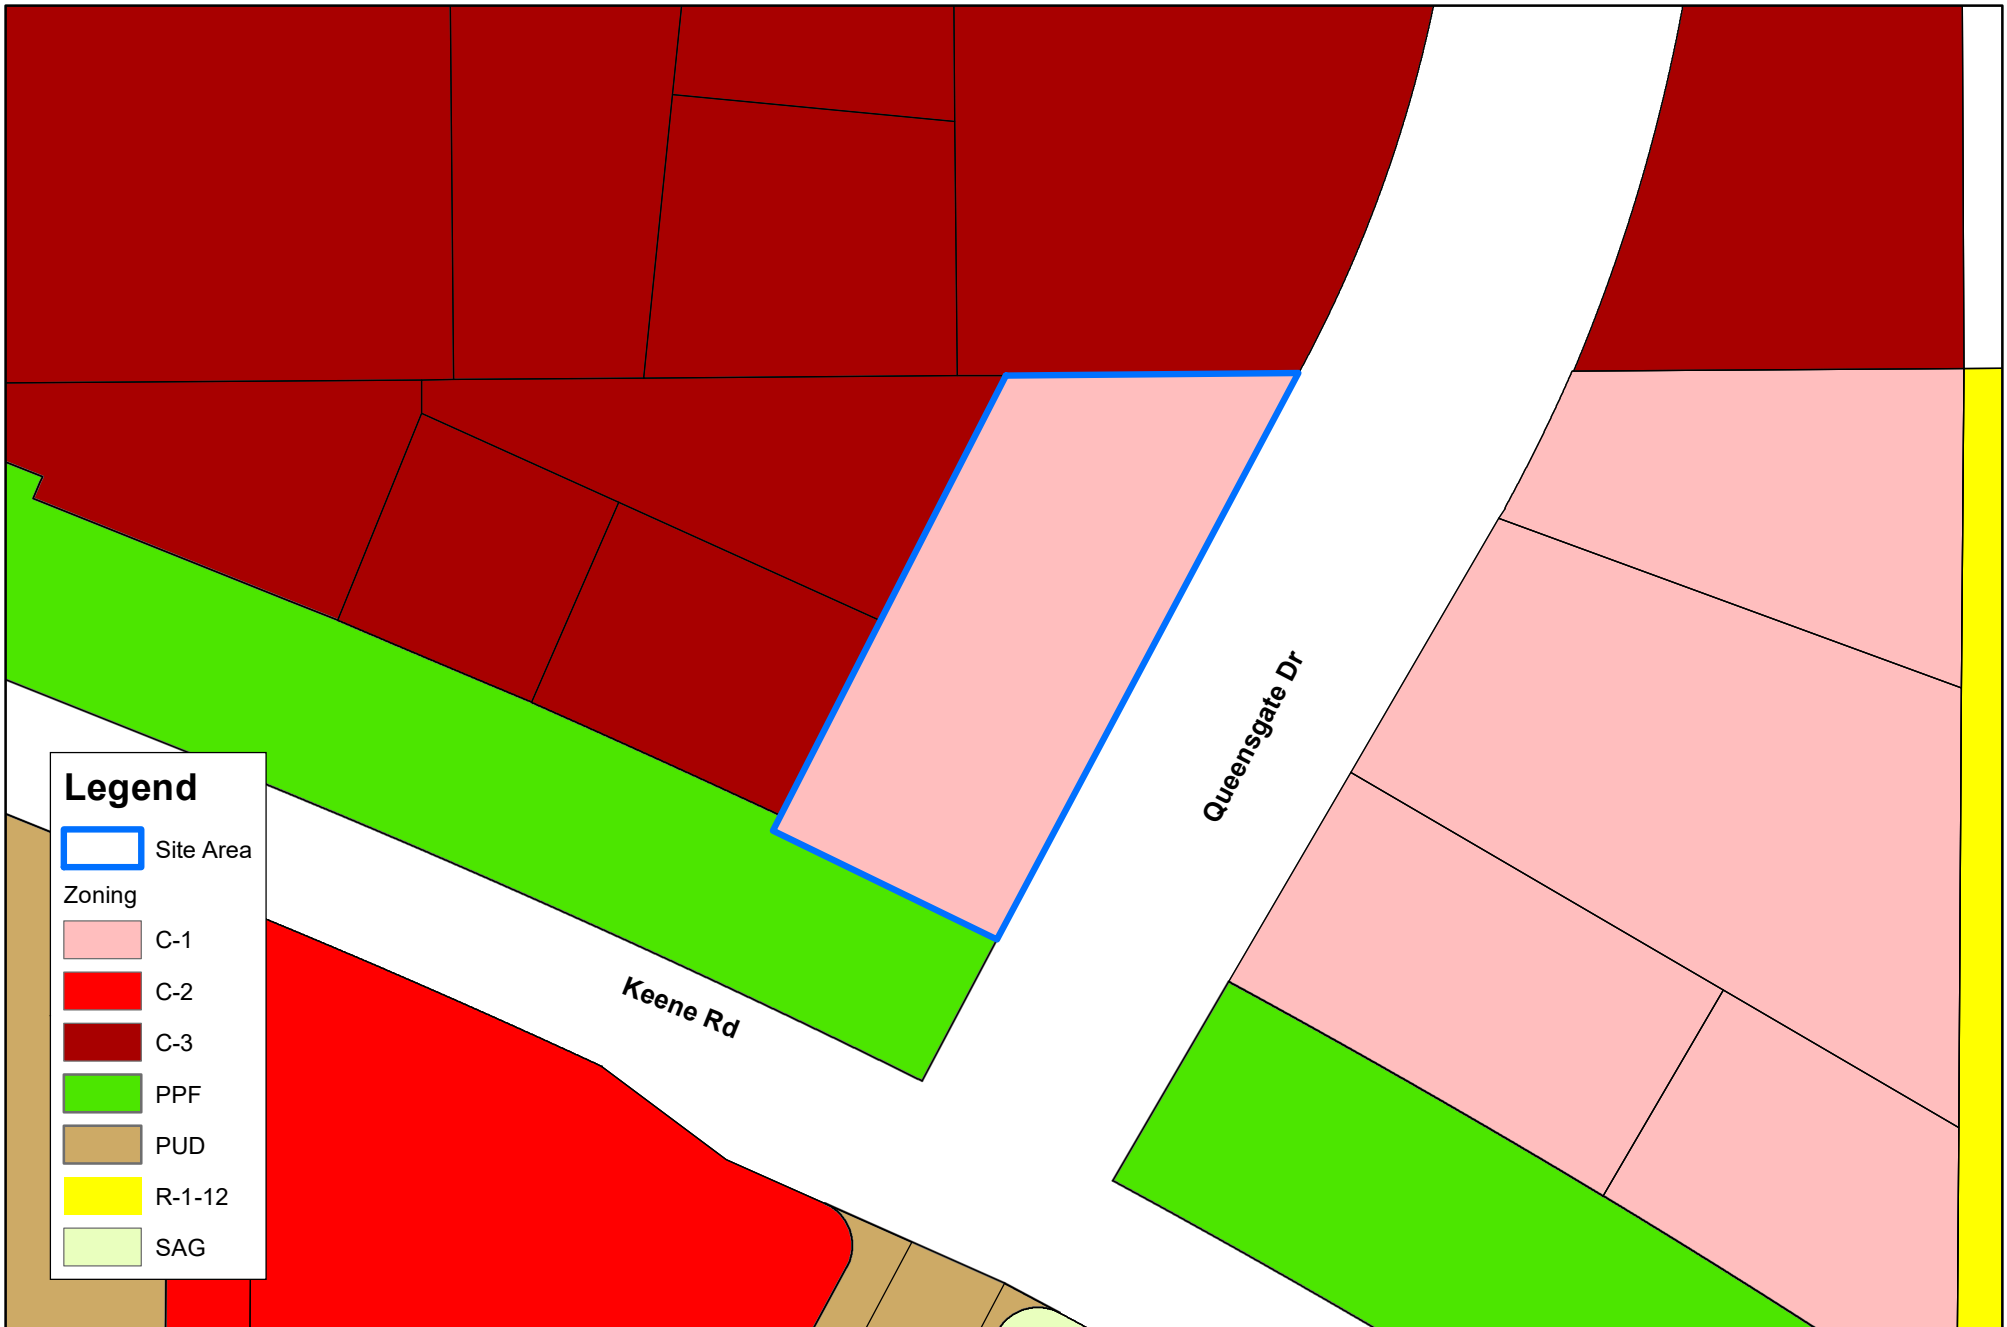 Queensgate Dr
Keene Rd
Legend
Site Area
Zoning
C-1
C-2
C-3
PPF
PUD
R-1-12
SAG